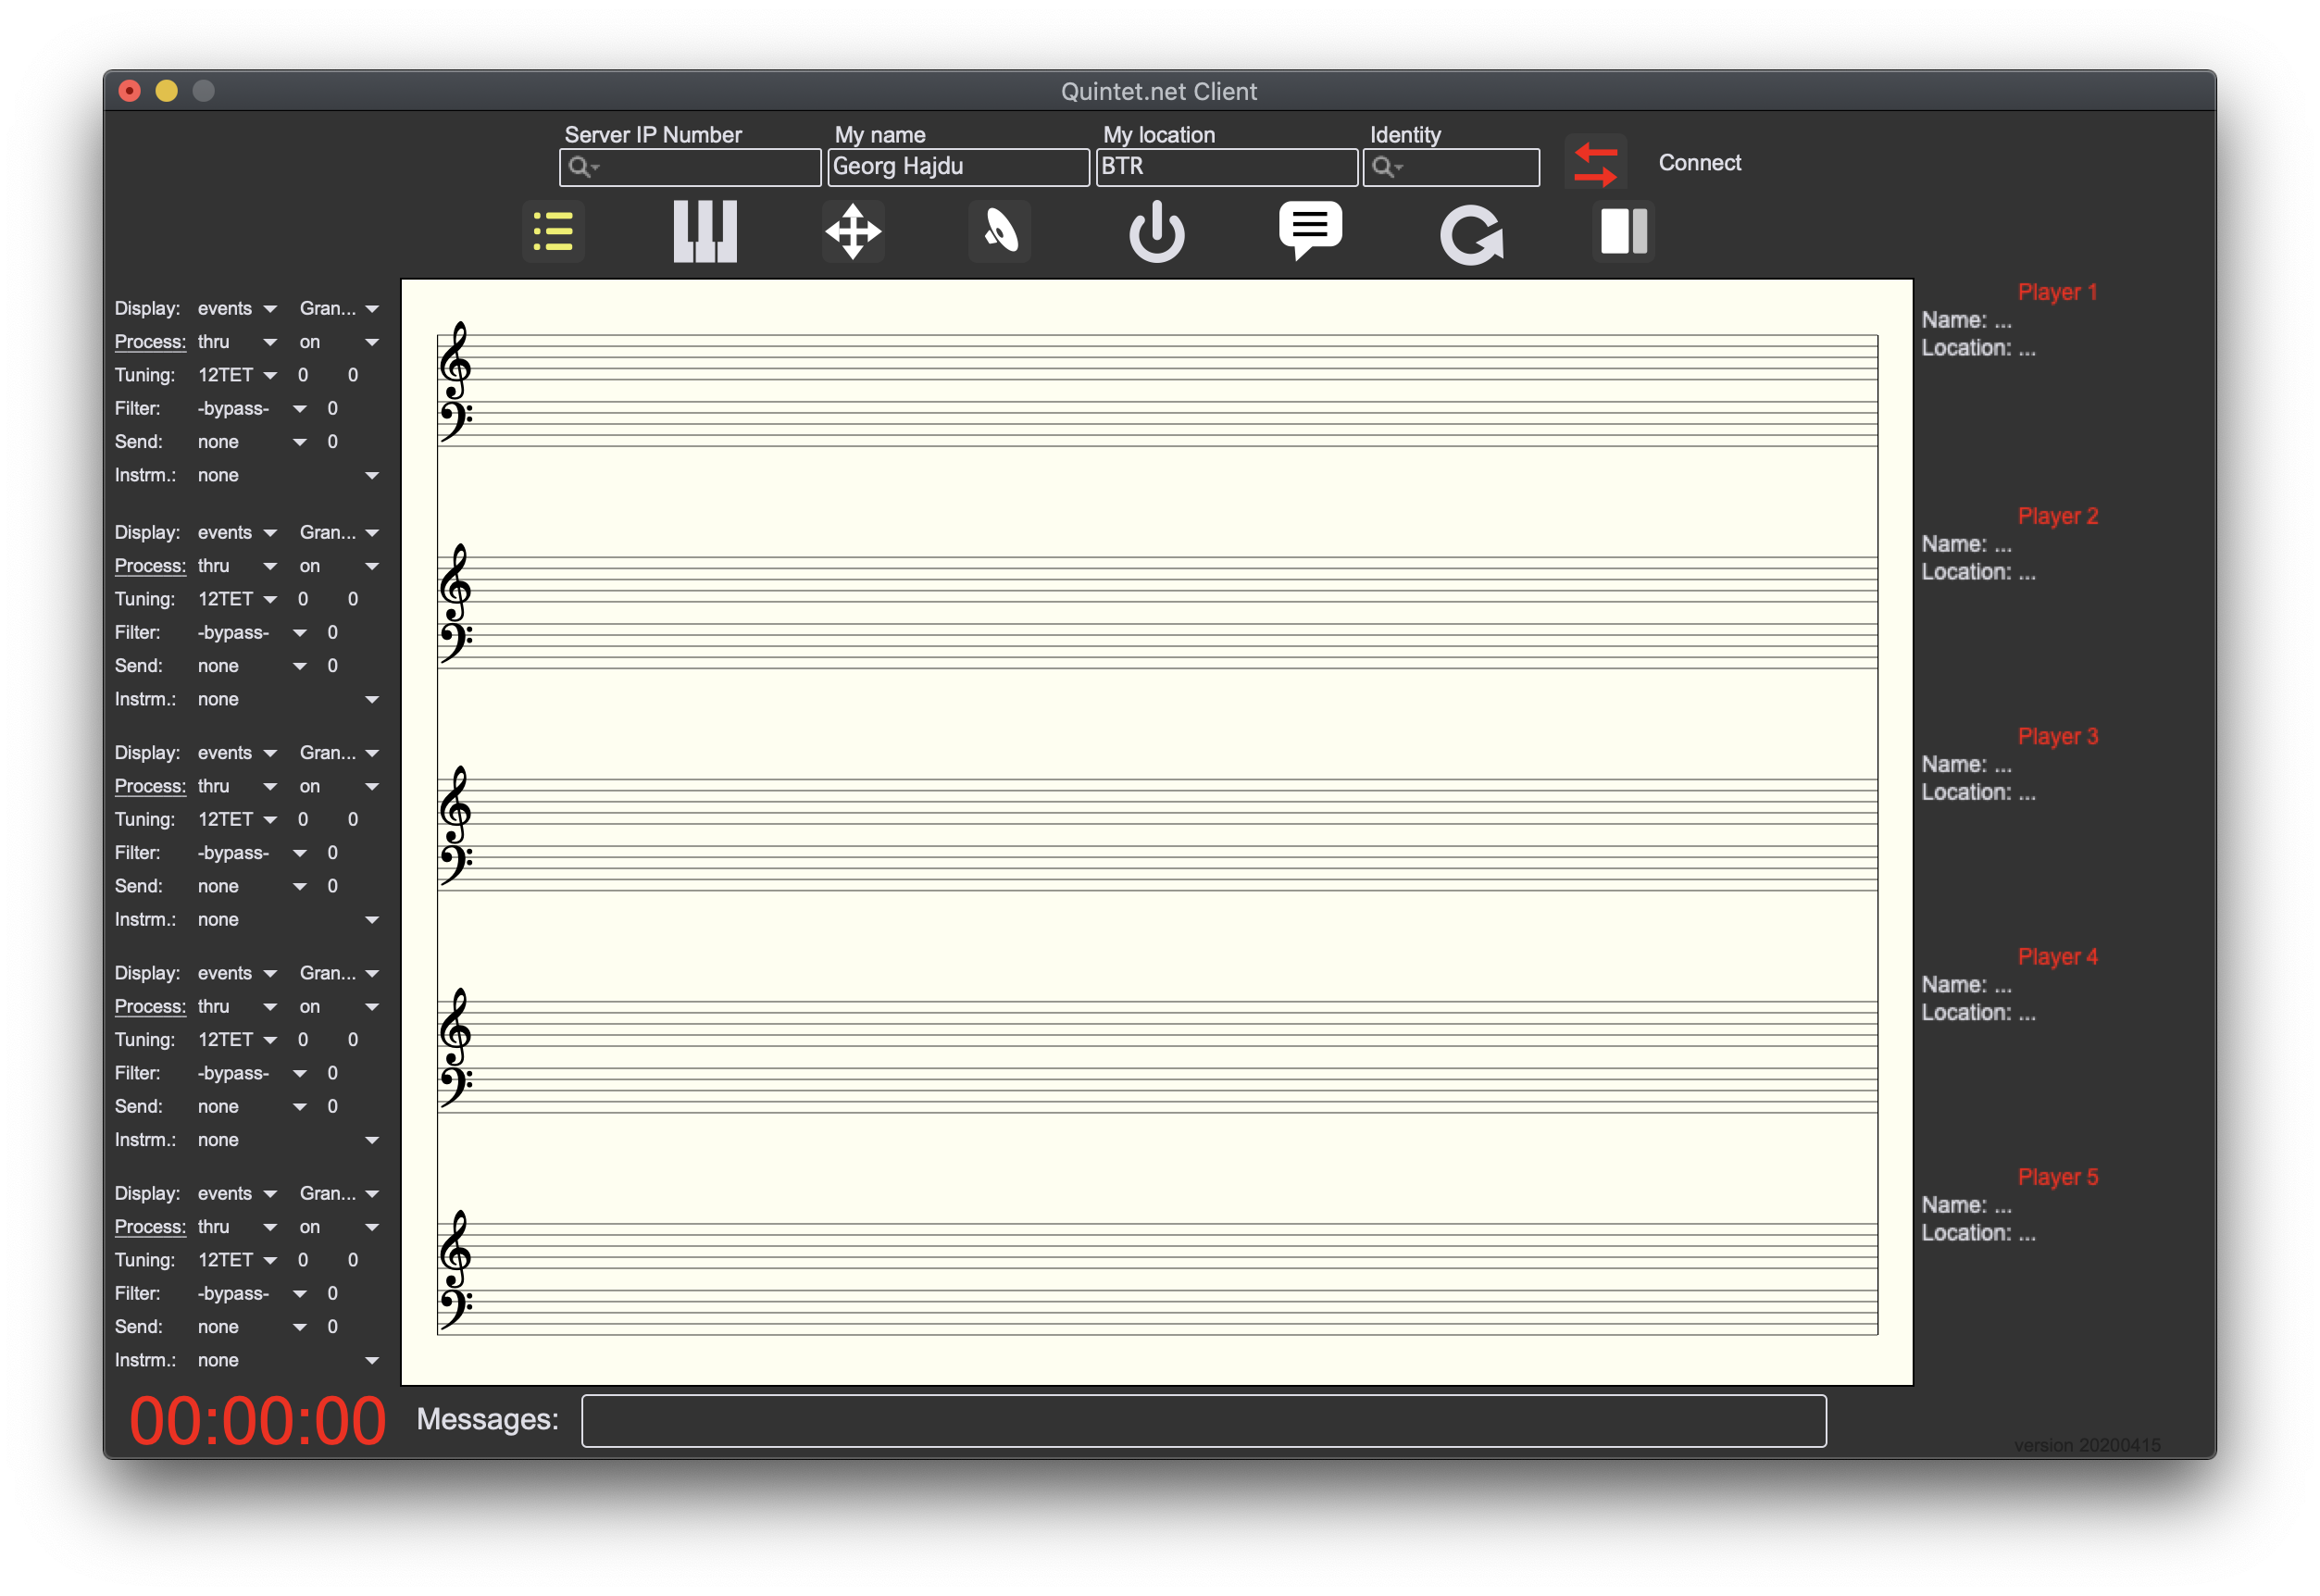 Quintet.net Client
Server IP Number My name My location Identity
Georg Hajdu BTR Connect
Display: events Gran...
Process: thru on
Tuning: 12TET 0 0
Filter: -bypass- 0
Send: none 0
Instrm.: none
Player 1
Name: ...
Location: ...
Display: events Gran...
Process: thru on
Tuning: 12TET 0 0
Filter: -bypass- 0
Send: none 0
Instrm.: none
Player 2
Name: ...
Location: ...
Display: events Gran...
Process: thru on
Tuning: 12TET 0 0
Filter: -bypass- 0
Send: none 0
Instrm.: none
Player 3
Name: ...
Location: ...
Display: events Gran...
Process: thru on
Tuning: 12TET 0 0
Filter: -bypass- 0
Send: none 0
Instrm.: none
Player 4
Name: ...
Location: ...
Display: events Gran...
Process: thru on
Tuning: 12TET 0 0
Filter: -bypass- 0
Send: none 0
Instrm.: none
Player 5
Name: ...
Location: ...
00:00:00 Messages:
version 20200415